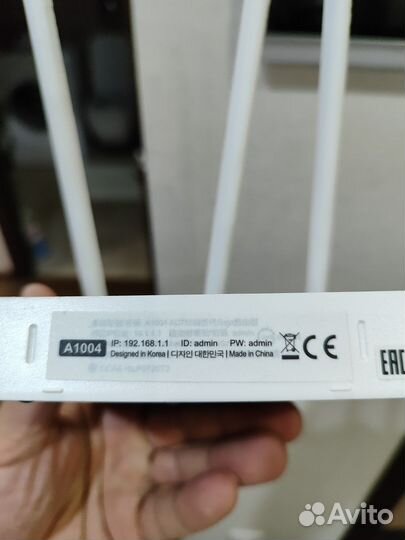 A1004 IP: 192.168.1.1 ID: admin PW: admin
Designed in Korea | 디자인 대한민국 | Made in China
CE
EAC
Avito